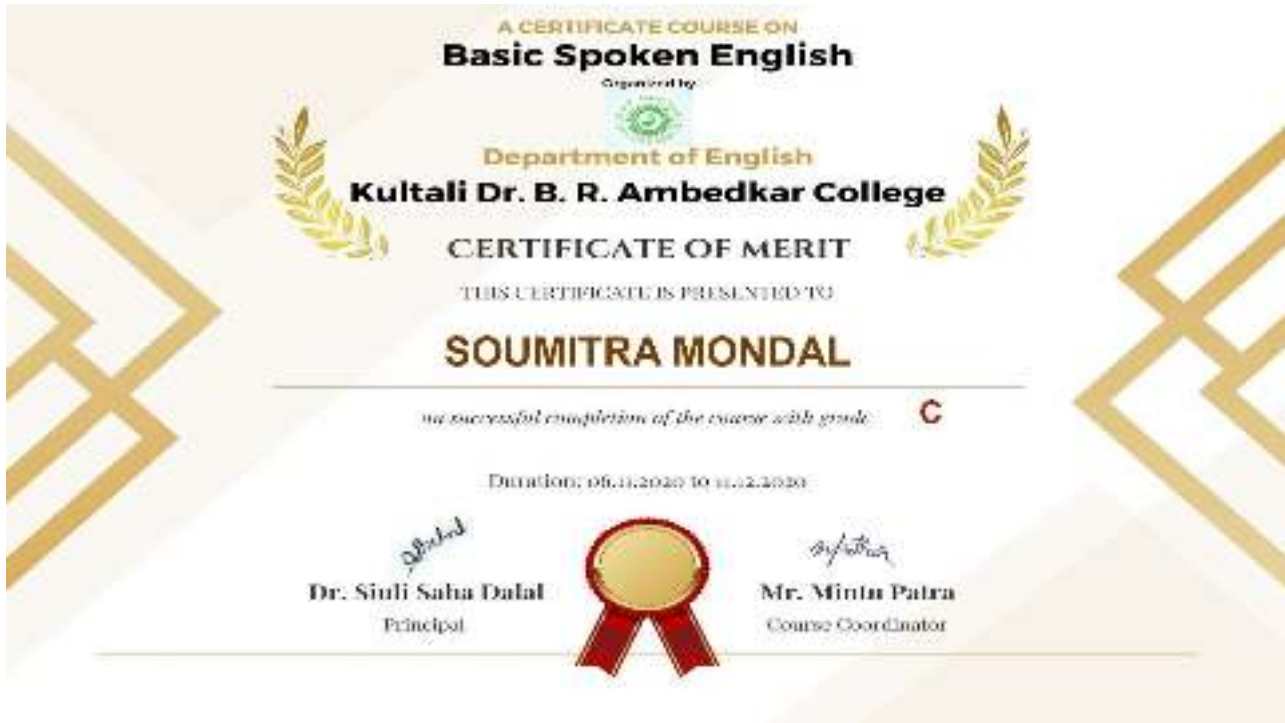 A CERTIFICATE COURSE ON
Basic Spoken English
Organized by
Department of English
Kultali Dr. B. R. Ambedkar College
CERTIFICATE OF MERIT
THIS CERTIFICATE IS PRESENTED TO
SOUMITRA MONDAL
on successful completion of the course with grade C
Duration: 06.11.2020 to 11.12.2020
Dr. Siuli Saha Dalal
Principal
Mr. Mintu Patra
Course Coordinator